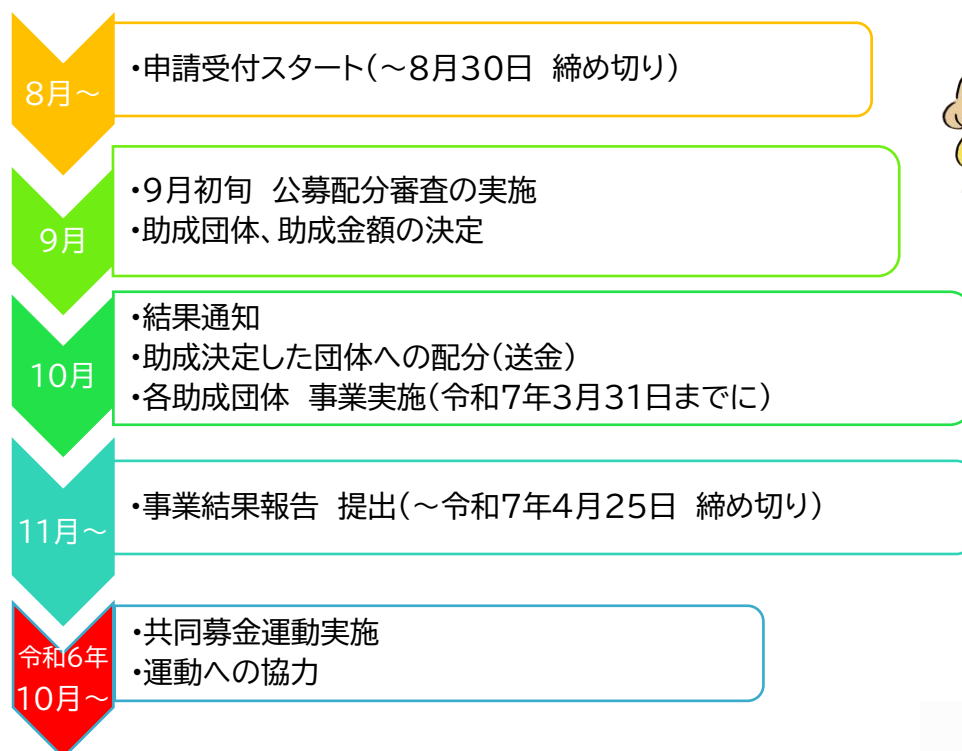 8月～
・申請受付スタート(～8月30日　締め切り)
9月
・9月初旬　公募配分審査の実施
・助成団体、助成金額の決定
10月
・結果通知
・助成決定した団体への配分(送金)
・各助成団体　事業実施(令和7年3月31日までに)
11月～
・事業結果報告　提出(～令和7年4月25日　締め切り)
令和6年
10月～
・共同募金運動実施
・運動への協力